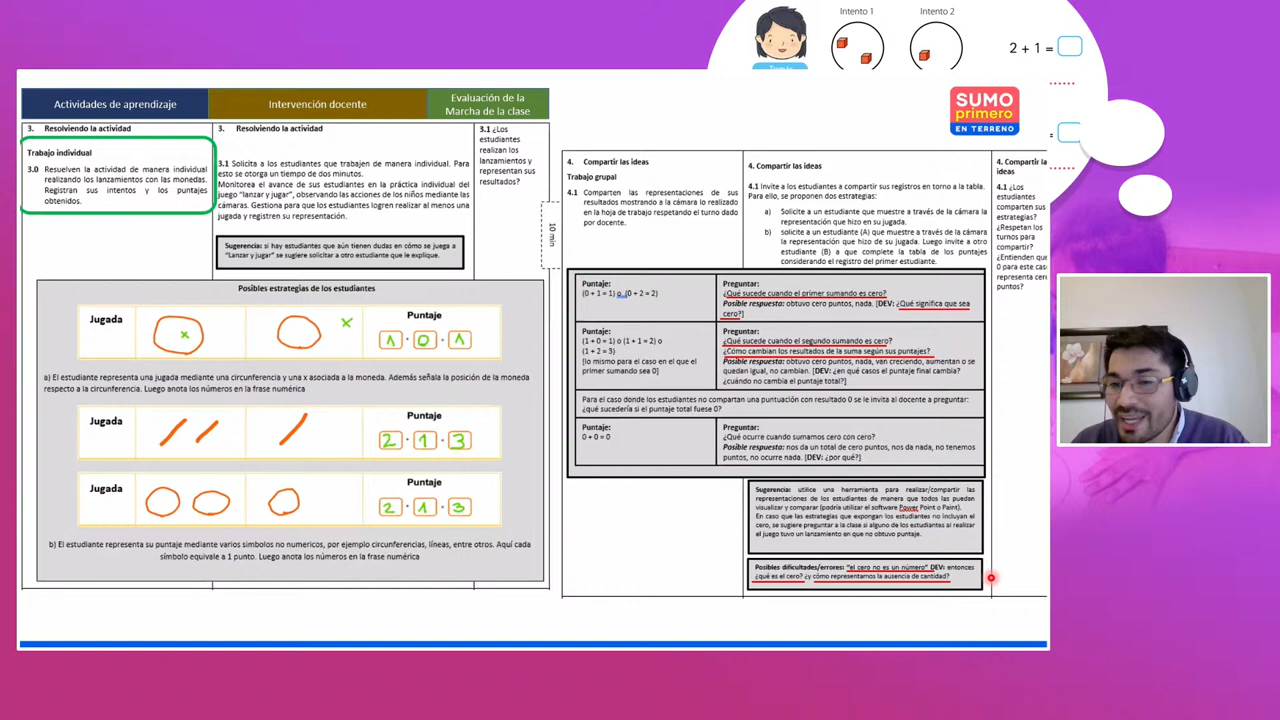 Intento 1
Intento 2
2 + 1 =
=
Tomás
SUMO
primero
EN TERRENO
Actividades de aprendizaje
Intervención docente
Evaluación de la
Marcha de la clase
3. Resolviendo la actividad
Trabajo individual
3.0 Resuelven la actividad de manera individual
realizando los lanzamientos con las monedas.
Registran sus intentos y los puntajes
obtenidos.
3. Resolviendo la actividad
3.1 Solicita a los estudiantes que trabajen de manera individual. Para
esto se otorga un tiempo de dos minutos.
Monitorea el avance de sus estudiantes en la práctica individual del
juego "lanzar y jugar", observando las acciones de los niños mediante las
cámaras. Gestiona para que los estudiantes logren realizar al menos una
jugada y registren su representación.
Sugerencia: si hay estudiantes que aún tienen dudas en cómo se juega a
"Lanzar y jugar" se sugiere solicitar a otro estudiante que le explique.
3.1 ¿Los
estudiantes
realizan los
lanzamientos y
representan sus
resultados?
10 min
Posibles estrategias de los estudiantes
Jugada
x
x
Puntaje
1 · 0 · 1
a) El estudiante representa una jugada mediante una circunferencia y una x asociada a la moneda. Además señala la posición de la moneda
respecto a la circunferencia. Luego anota los números en la frase numérica
Jugada
Puntaje
2 · 1 · 3
Jugada
Puntaje
2 · 1 · 3
b) El estudiante representa su puntaje mediante varios simbolos no numericos, por ejemplo circunferencias, líneas, entre otros. Aquí cada
símbolo equivale a 1 punto. Luego anota los números en la frase numérica
4. Compartir las ideas
Trabajo grupal
4.1 Comparten las representaciones de sus
resultados mostrando a la cámara lo realizado
en la hoja de trabajo respetando el turno dado
por docente.
4. Compartir las ideas
4.1 Invite a los estudiantes a compartir sus registros en torno a la tabla.
Para ello, se proponen dos estrategias:
a) Solicite a un estudiante que muestre a través de la cámara la
representación que hizo en su jugada.
b) solicite a un estudiante (A) que muestre a través de la cámara
la representación que hizo de su jugada. Luego invite a otro
estudiante (B) a que complete la tabla de los puntajes
considerando el registro del primer estudiante.
4. Compartir la
ideas
4.1 ¿Los
estudiantes
comparten sus
estrategias?
¿Respetan los
turnos para
compartir?
¿Entienden que
0 para este cas
repres
puntos?
Puntaje:
(0 + 1 = 1) o (0 + 2 = 2)
Preguntar:
¿Qué sucede cuando el primer sumando es cero?
Posible respuesta: obtuvo cero puntos, nada. [DEV: ¿Qué significa que sea
cero?]
Puntaje:
(1 + 0 = 1) o (1 + 1 = 2) o
(1 + 2 = 3)
[lo mismo para el caso en el que el
primer sumando sea 0]
Preguntar:
¿Qué sucede cuando el segundo sumando es cero?
¿Cómo cambian los resultados de la suma según sus puntajes?
Posible respuesta: obtuvo cero puntos, nada, van creciendo, aumentan o se
quedan igual, no cambian. [DEV: ¿en qué casos el puntaje final cambia?
¿cuándo no cambia el puntaje total?]
Para el caso donde los estudiantes no compartan una puntuación con resultado 0 se le invita al docente a preguntar:
¿qué sucedería si el puntaje total fuese 0?
Puntaje:
0 + 0 = 0
Preguntar:
¿Qué ocurre cuando sumamos cero con cero?
Posible respuesta: nos da un total de cero puntos, nos da nada, no tenemos
puntos, no ocurre nada. [DEV: ¿por qué?]
Sugerencia: utilice una herramienta para realizar/compartir las
representaciones de los estudiantes de manera que todos las puedan
visualizar y comparar (podría utilizar el software Power Point o Paint).
En caso que las estrategias que expongan los estudiantes no incluyan el
cero, se sugiere preguntar a la clase si alguno de los estudiantes al realizar
el juego tuvo un lanzamiento en que no obtuvo puntaje.
Posibles dificultades/errores: "el cero no es un número" DEV: entonces
¿qué es el cero? ¿y cómo representamos la ausencia de cantidad?